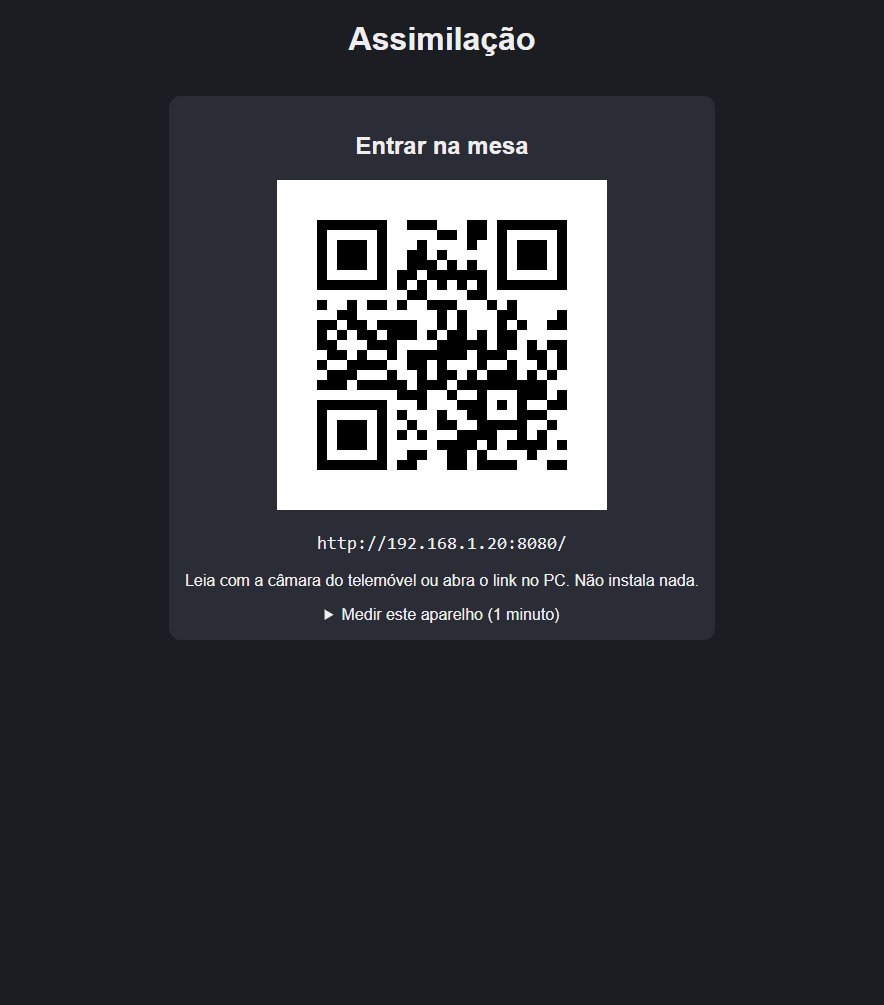 Assimilação
Entrar na mesa
http://192.168.1.20:8080/
Leia com a câmara do telemóvel ou abra o link no PC. Não instala nada.
Medir este aparelho (1 minuto)